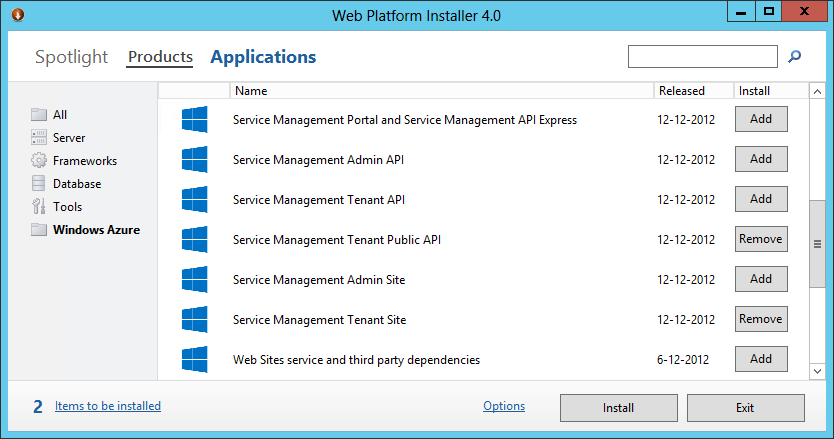 Web Platform Installer 4.0
Spotlight Products Applications
Name Released Install
All
Server
Frameworks
Database
Tools
Windows Azure
Service Management Portal and Service Management API Express 12-12-2012 Add
Service Management Admin API 12-12-2012 Add
Service Management Tenant API 12-12-2012 Add
Service Management Tenant Public API 12-12-2012 Remove
Service Management Admin Site 12-12-2012 Add
Service Management Tenant Site 12-12-2012 Remove
Web Sites service and third party dependencies 6-12-2012 Add
2 Items to be installed Options Install Exit